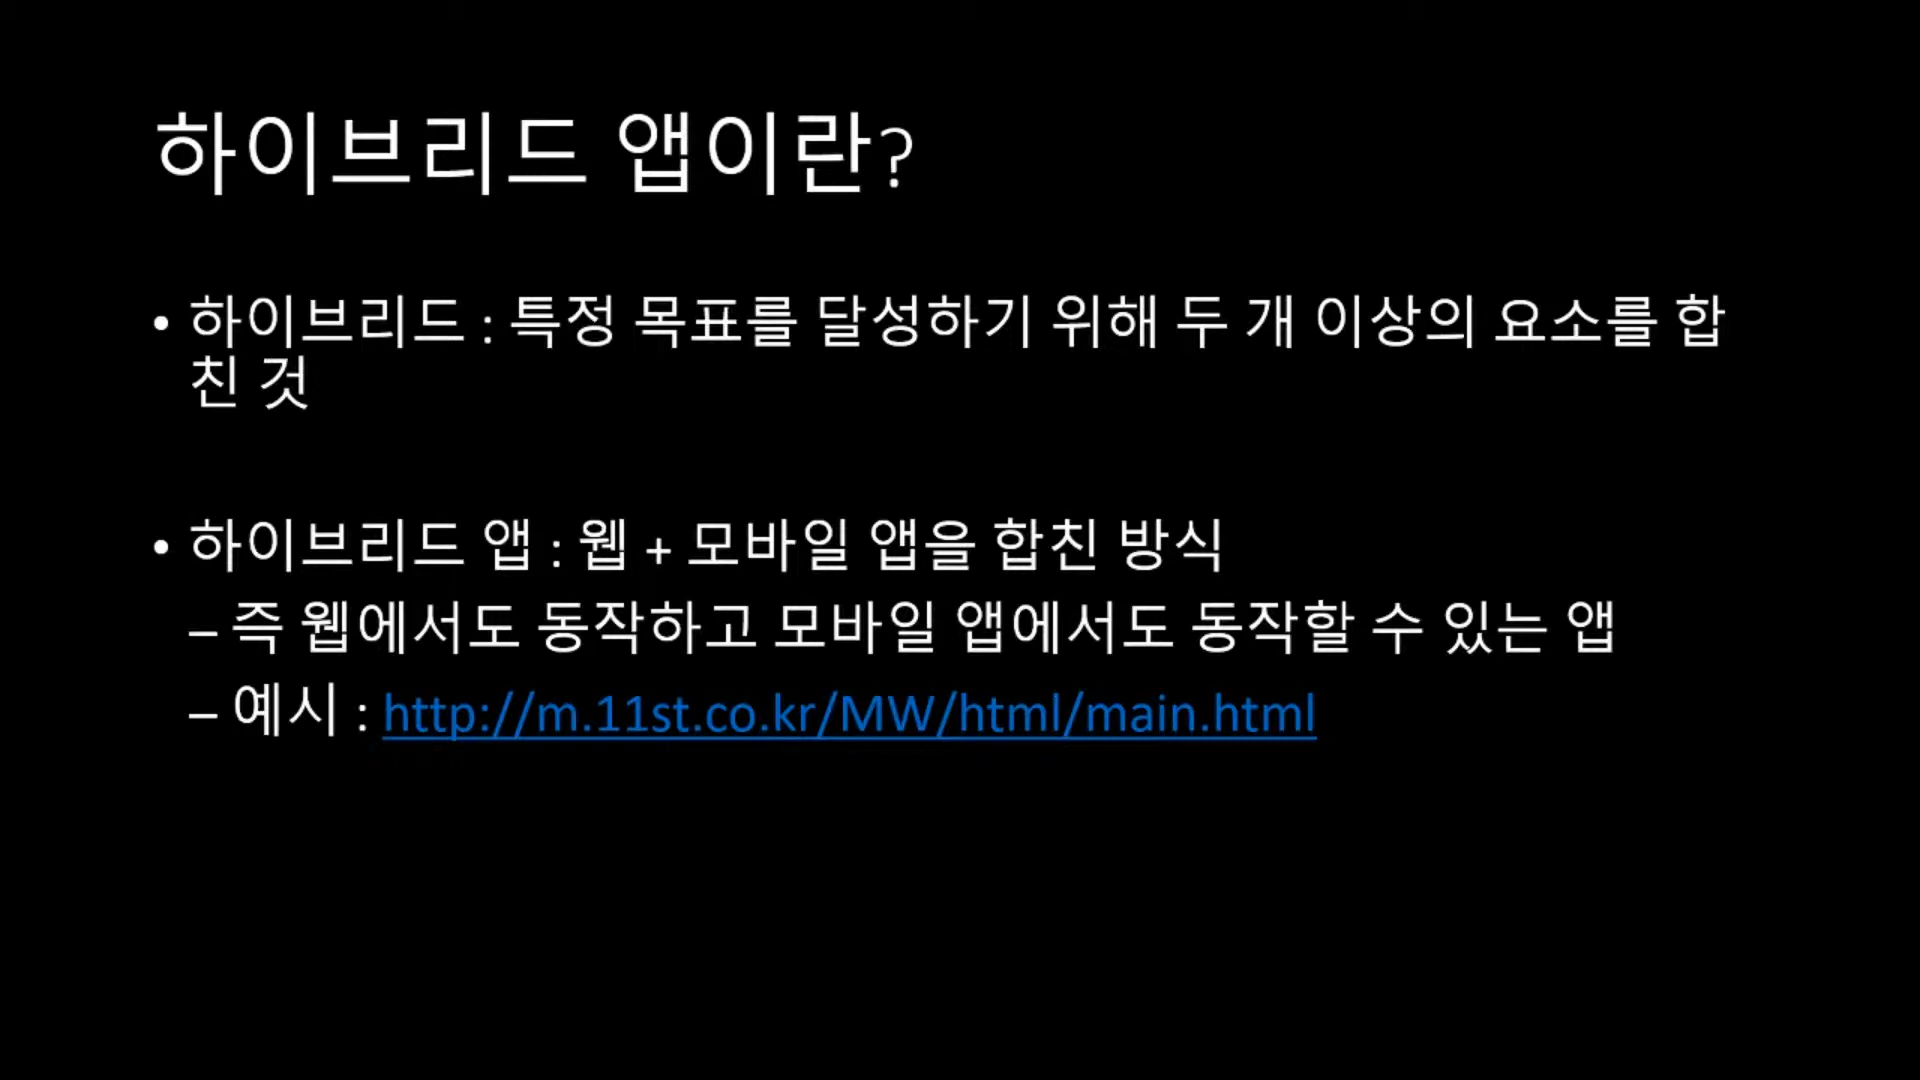 하이브리드 앱이란?
• 하이브리드 : 특정 목표를 달성하기 위해 두 개 이상의 요소를 합
친 것
• 하이브리드 앱 : 웹 + 모바일 앱을 합친 방식
– 즉 웹에서도 동작하고 모바일 앱에서도 동작할 수 있는 앱
– 예시 : http://m.11st.co.kr/MW/html/main.html